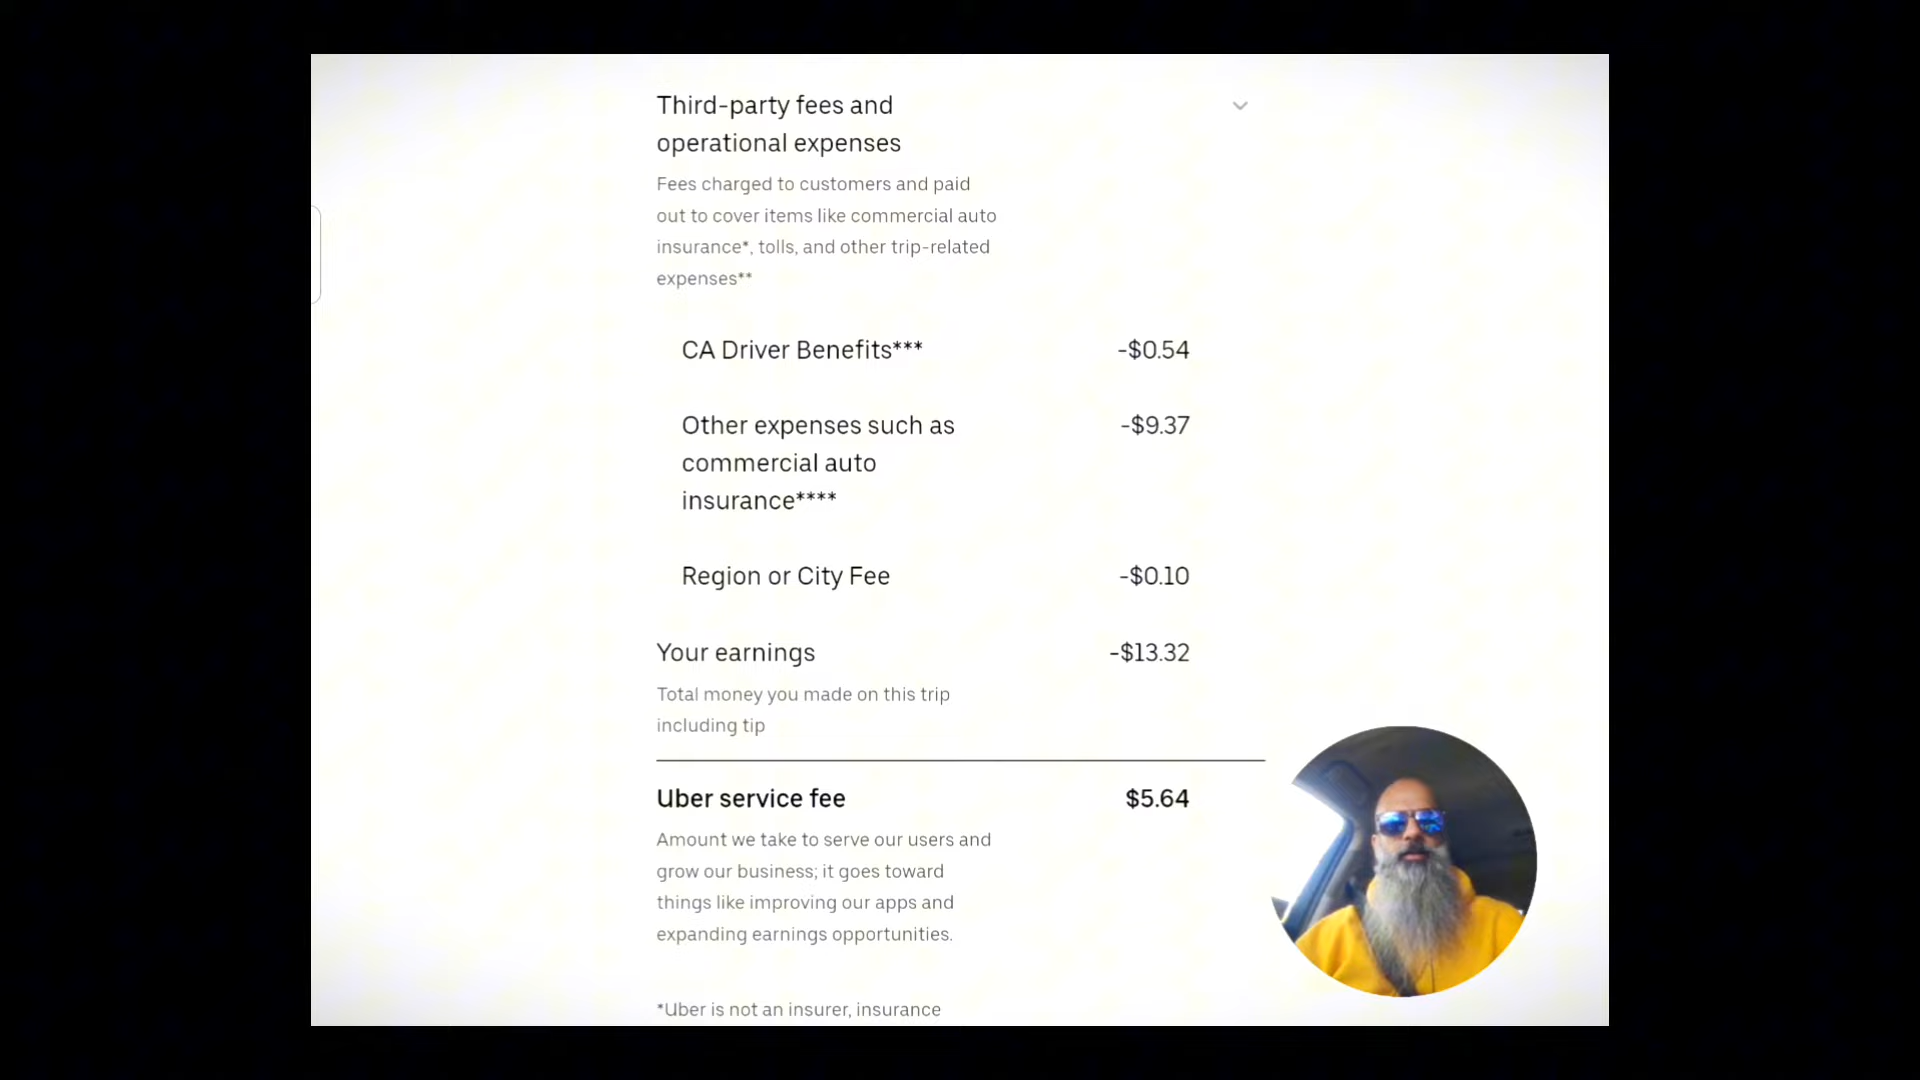 Third-party fees and
operational expenses
Fees charged to customers and paid
out to cover items like commercial auto
insurance*, tolls, and other trip-related
expenses**
CA Driver Benefits*** -$0.54
Other expenses such as -$9.37
commercial auto
insurance****
Region or City Fee -$0.10
Your earnings -$13.32
Total money you made on this trip
including tip
Uber service fee $5.64
Amount we take to serve our users and
grow our business; it goes toward
things like improving our apps and
expanding earnings opportunities.
*Uber is not an insurer, insurance